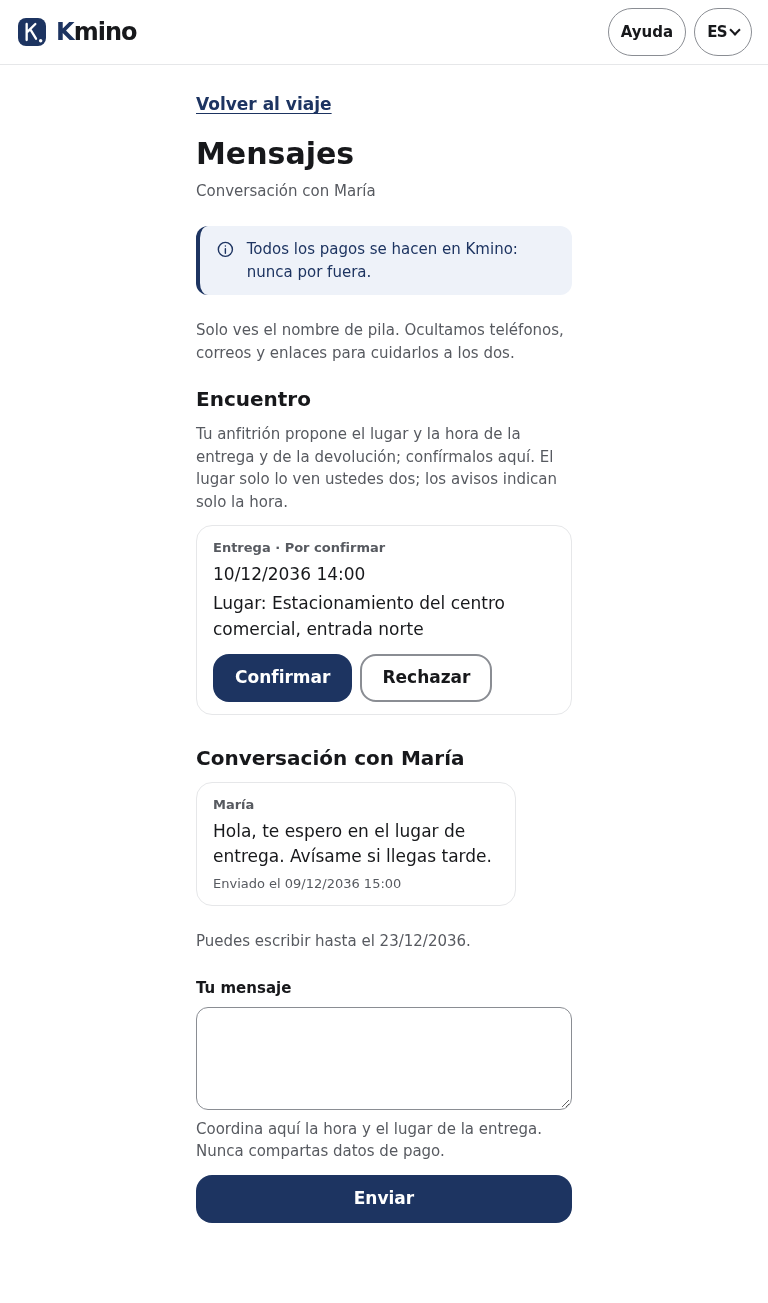 Kmino
Ayuda
ES
Volver al viaje
Mensajes
Conversación con María
Todos los pagos se hacen en Kmino:
nunca por fuera.
Solo ves el nombre de pila. Ocultamos teléfonos,
correos y enlaces para cuidarlos a los dos.
Encuentro
Tu anfitrión propone el lugar y la hora de la
entrega y de la devolución; confírmalos aquí. El
lugar solo lo ven ustedes dos; los avisos indican
solo la hora.
Entrega · Por confirmar
10/12/2036 14:00
Lugar: Estacionamiento del centro
comercial, entrada norte
Confirmar
Rechazar
Conversación con María
María
Hola, te espero en el lugar de
entrega. Avísame si llegas tarde.
Enviado el 09/12/2036 15:00
Puedes escribir hasta el 23/12/2036.
Tu mensaje
Coordina aquí la hora y el lugar de la entrega.
Nunca compartas datos de pago.
Enviar